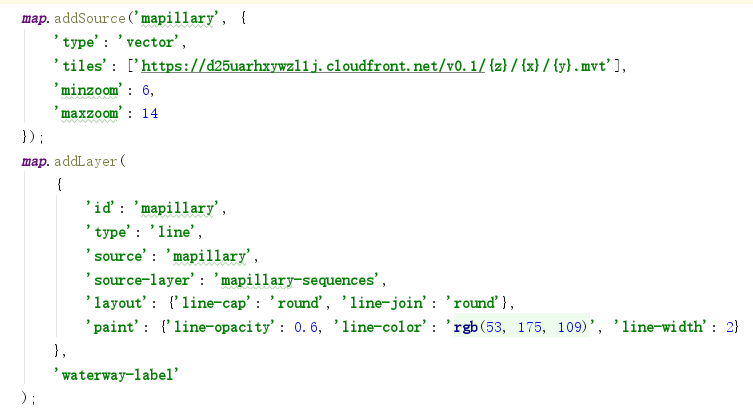 map.addSource('mapillary', {
'type': 'vector',
'tiles': ['https://d25uarhxywzl1j.cloudfront.net/v0.1/{z}/{x}/{y}.mvt'],
'minzoom': 6,
'maxzoom': 14
});
map.addLayer(
{
'id': 'mapillary',
'type': 'line',
'source': 'mapillary',
'source-layer': 'mapillary-sequences',
'layout': {'line-cap': 'round', 'line-join': 'round'},
'paint': {'line-opacity': 0.6, 'line-color': 'rgb(53, 175, 109)', 'line-width': 2}
},
'waterway-label'
);